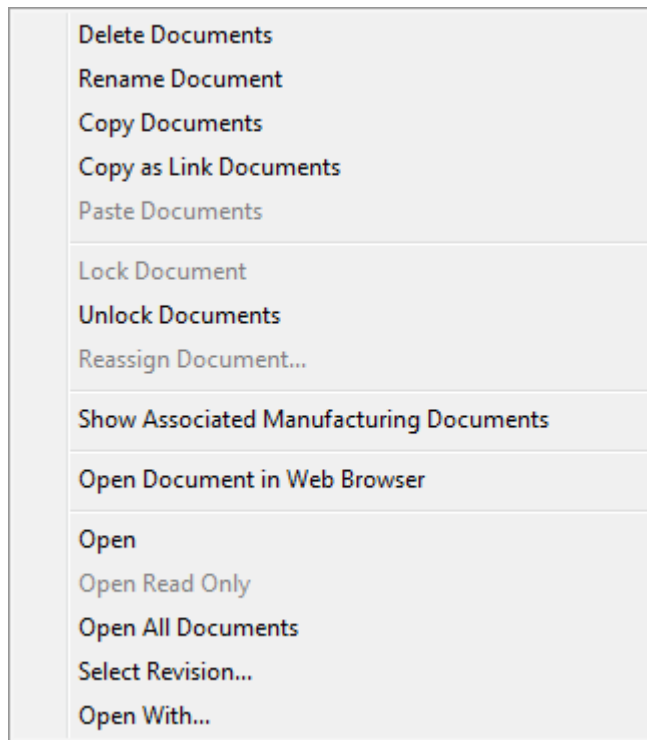 Delete Documents
Rename Document
Copy Documents
Copy as Link Documents
Paste Documents
Lock Document
Unlock Documents
Reassign Document...
Show Associated Manufacturing Documents
Open Document in Web Browser
Open
Open Read Only
Open All Documents
Select Revision...
Open With...